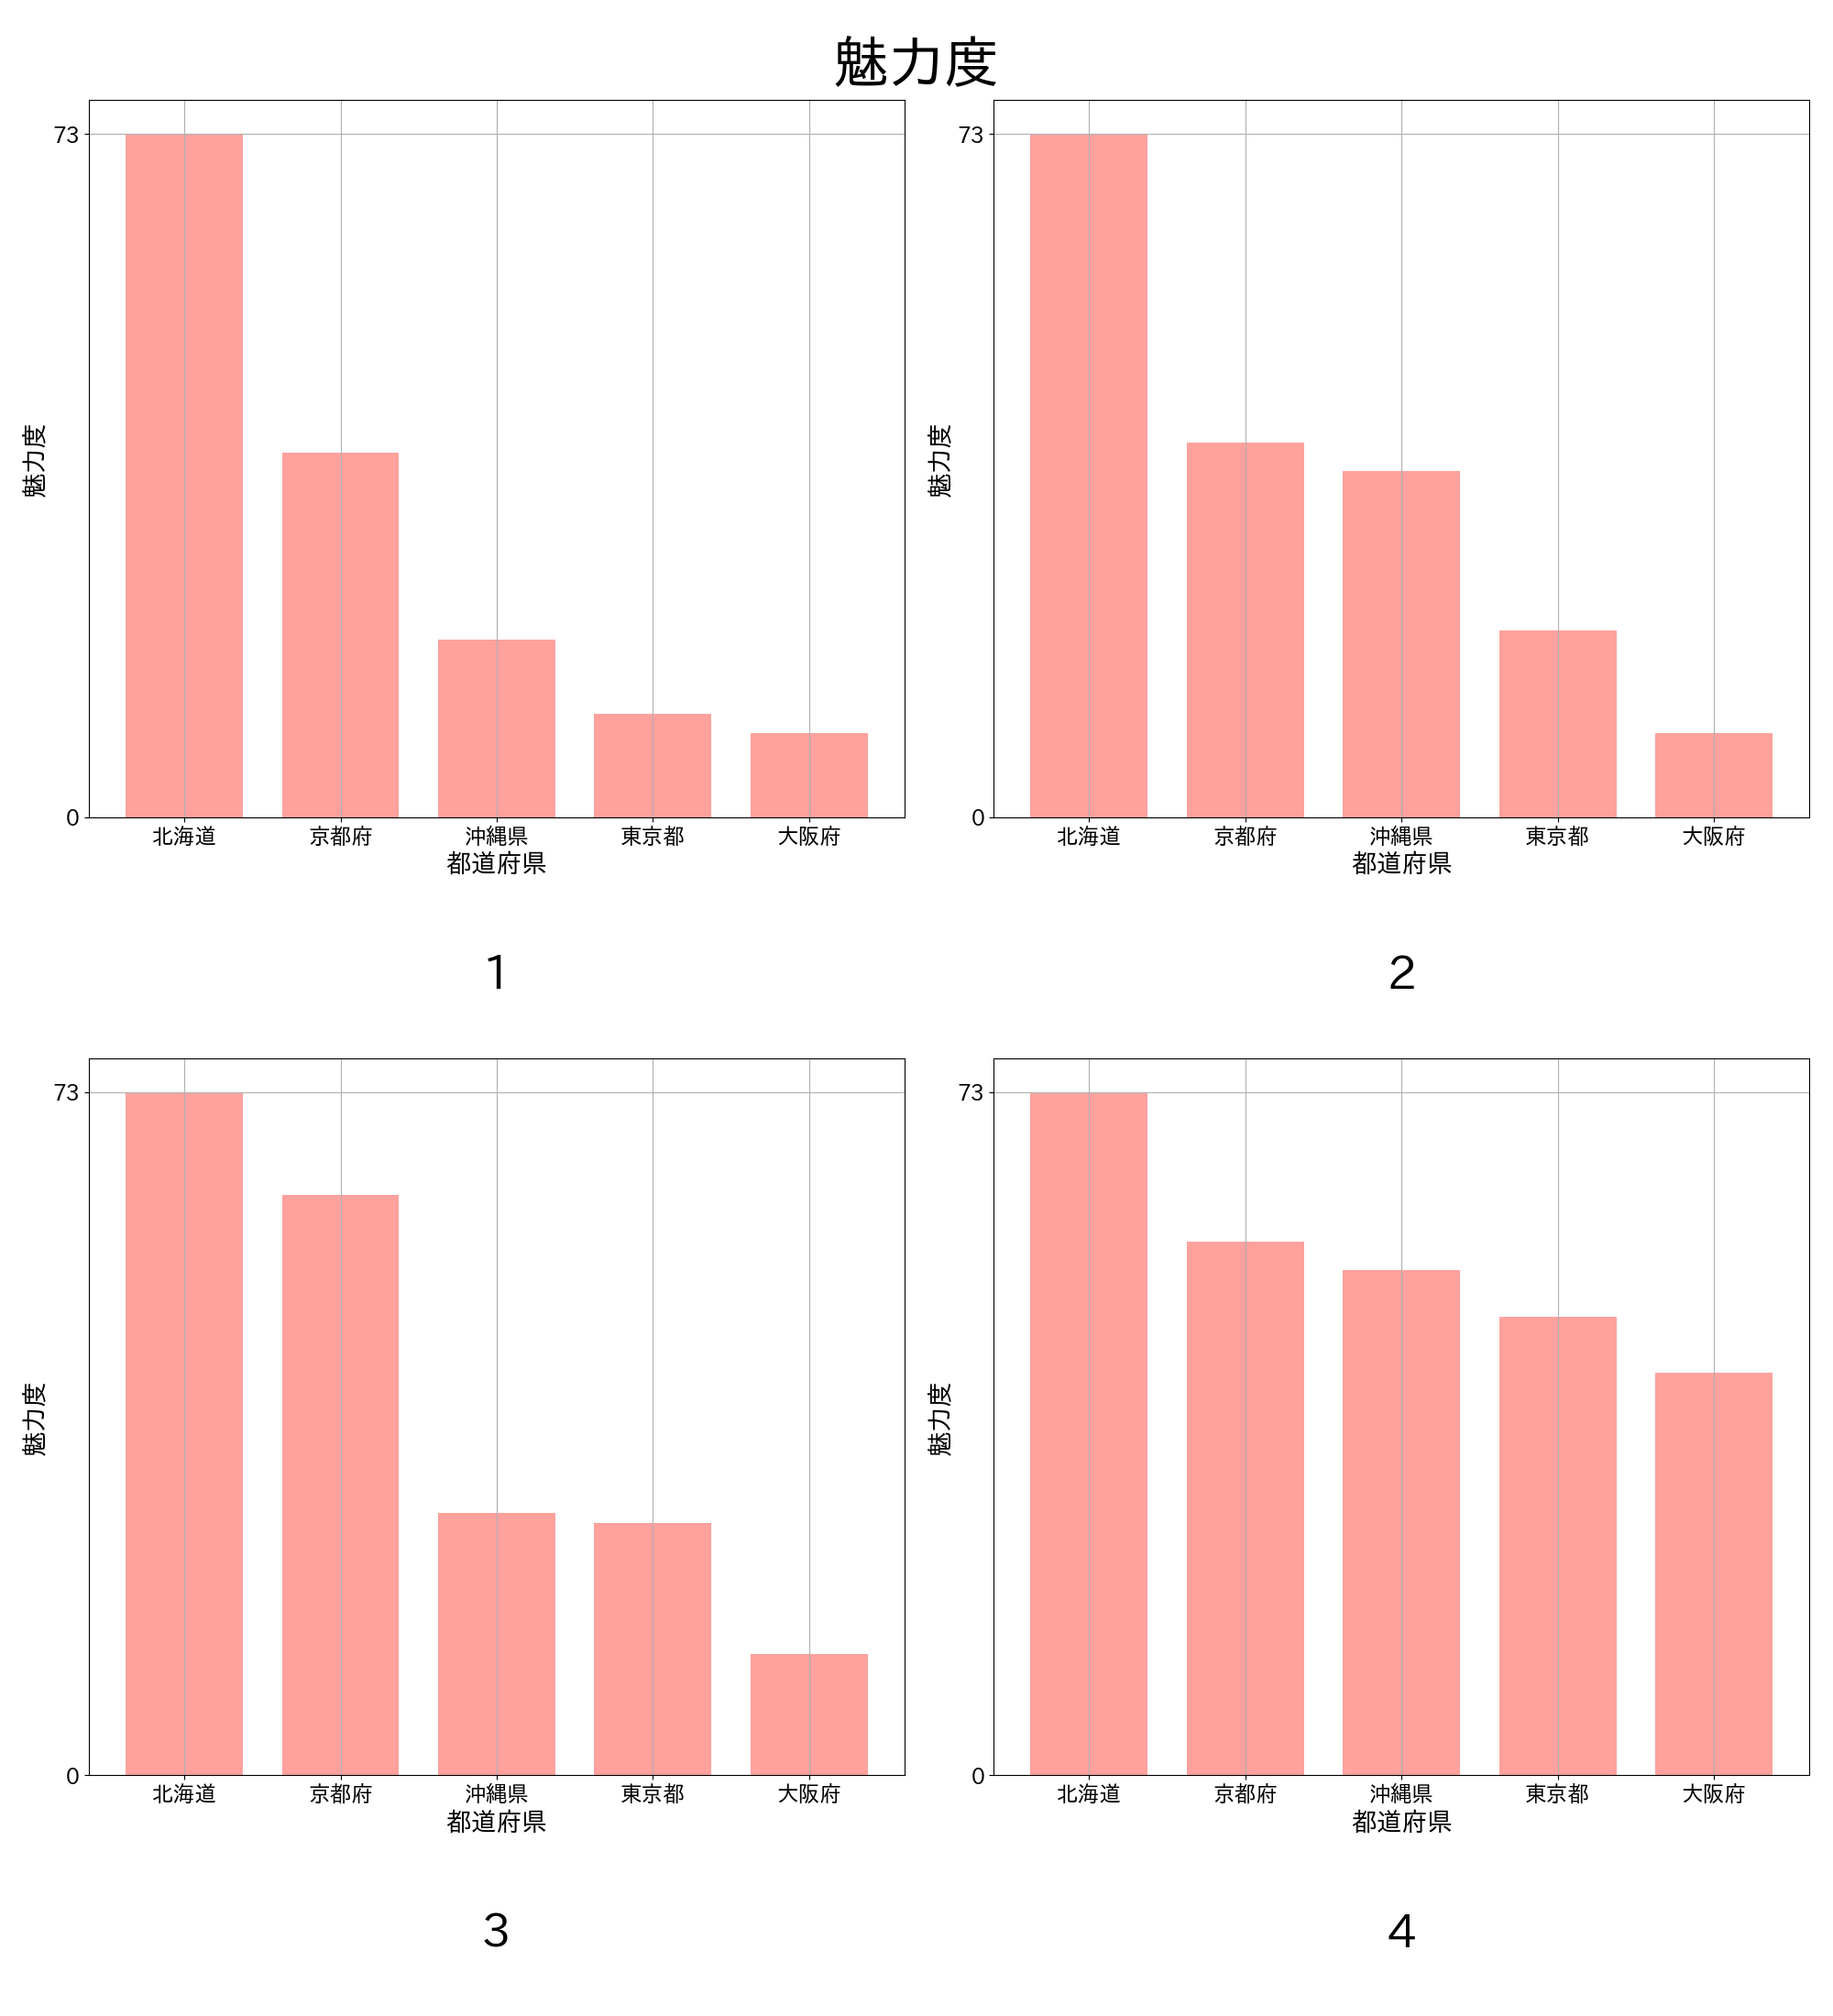 魅力度
73
魅力度
0
北海道 京都府 沖縄県 東京都 大阪府
都道府県
1
73
魅力度
0
北海道 京都府 沖縄県 東京都 大阪府
都道府県
2
73
魅力度
0
北海道 京都府 沖縄県 東京都 大阪府
都道府県
3
73
魅力度
0
北海道 京都府 沖縄県 東京都 大阪府
都道府県
4